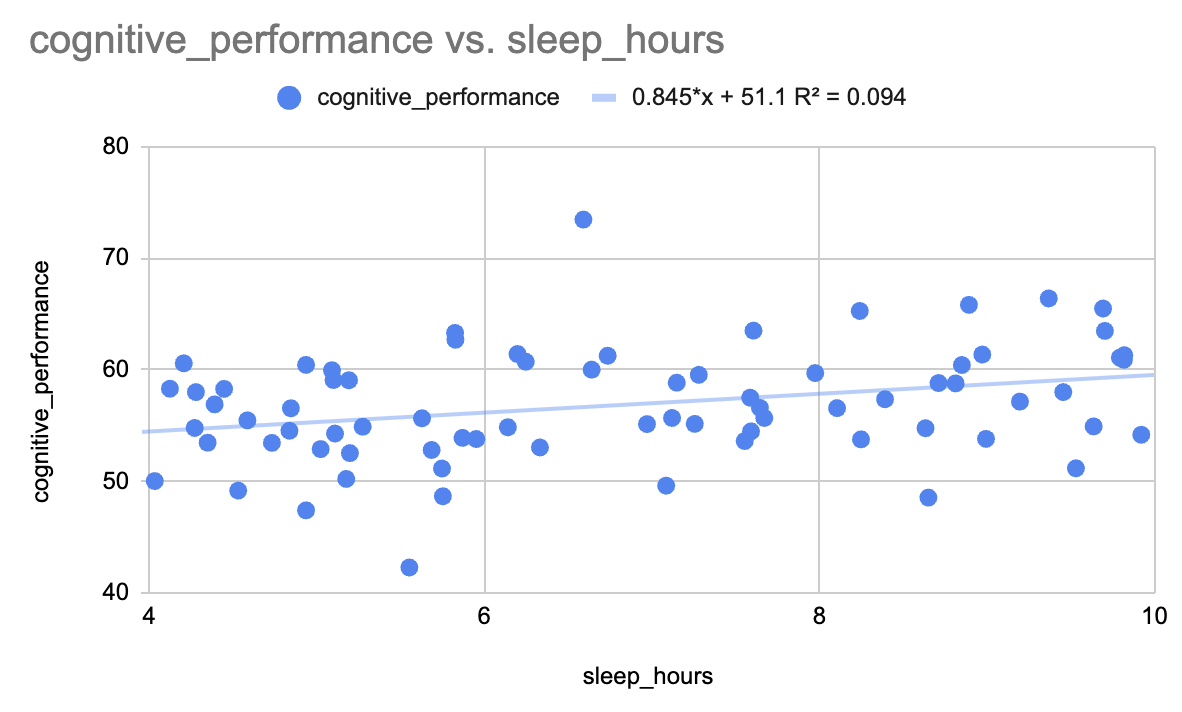 cognitive_performance vs. sleep_hours
cognitive_performance 0.845*x + 51.1 R² = 0.094
80
70
60
50
40
cognitive_performance
4 6 8 10
sleep_hours